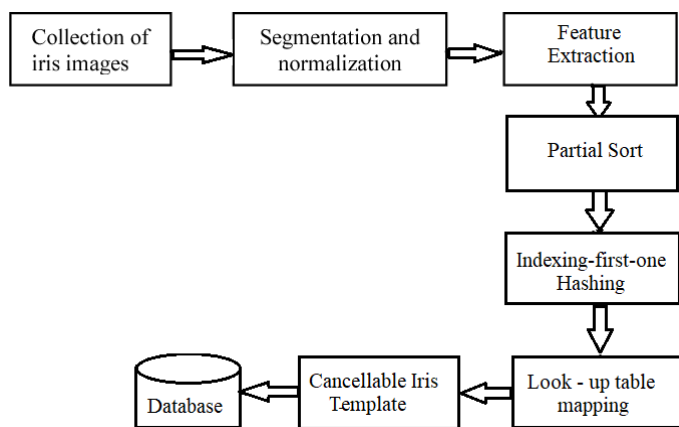 Collection of
iris images
Segmentation and
normalization
Feature
Extraction
Partial Sort
Indexing-first-one
Hashing
Look - up table
mapping
Cancellable Iris
Template
Database